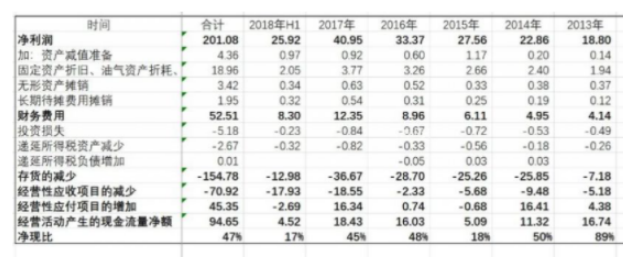 时间 合计 2018年H1 2017年 2016年 2015年 2014年 2013年
净利润 201.08 25.92 40.95 33.37 27.56 22.86 18.80
加：资产减值准备 4.36 0.97 0.92 0.60 1.17 0.20 0.14
固定资产折旧、油气资产折耗、 18.96 2.05 3.77 3.26 2.66 2.40 1.94
无形资产摊销 3.42 0.34 0.63 0.52 0.33 0.38 0.37
长期待摊费用摊销 1.95 0.32 0.54 0.31 0.25 0.19 0.12
财务费用 52.51 8.30 12.35 8.96 6.11 4.95 4.14
投资损失 -5.18 -0.23 -0.84 -0.67 -0.72 -0.53 -0.49
递延所得税资产减少 -2.67 -0.32 -0.82 -0.33 -0.56 -0.18 -0.26
递延所得税负债增加 0.01 -0.05 0.03 0.03
存货的减少 -154.78 -12.98 -36.67 -28.70 -25.26 -25.85 -7.18
经营性应收项目的减少 -70.92 -17.93 -18.55 -2.33 -5.68 -9.48 -5.18
经营性应付项目的增加 45.35 -2.69 16.34 0.74 -0.68 16.41 4.38
经营活动产生的现金流量净额 94.65 4.52 18.43 16.03 5.09 11.32 16.74
净现比 47% 17% 45% 48% 18% 50% 89%